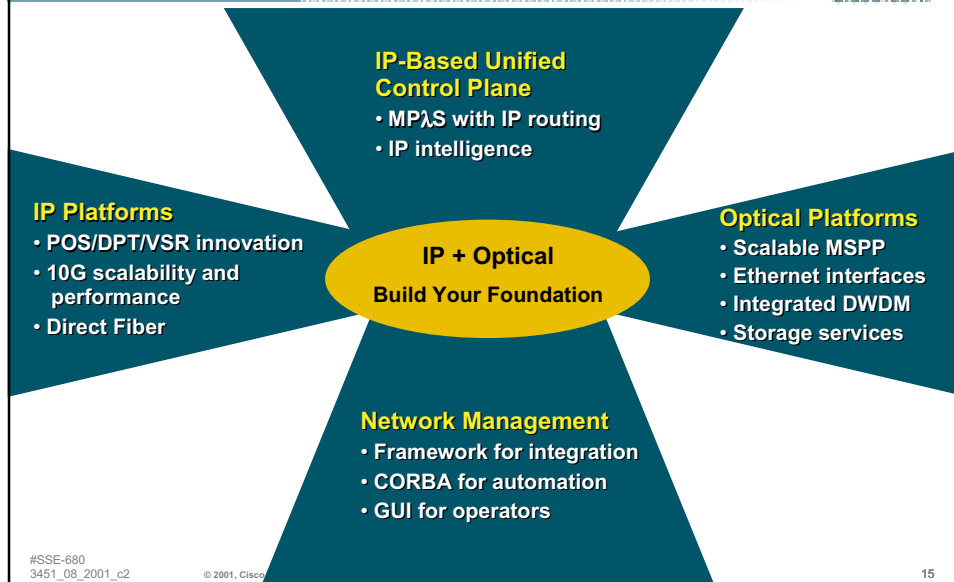 IP-Based Unified
Control Plane
• MPλS with IP routing
• IP intelligence
IP Platforms
• POS/DPT/VSR innovation
• 10G scalability and
performance
• Direct Fiber
IP + Optical
Build Your Foundation
Optical Platforms
• Scalable MSPP
• Ethernet interfaces
• Integrated DWDM
• Storage services
Network Management
• Framework for integration
• CORBA for automation
• GUI for operators
#SSE-680
3451_08_2001_c2
© 2001, Cisco
15